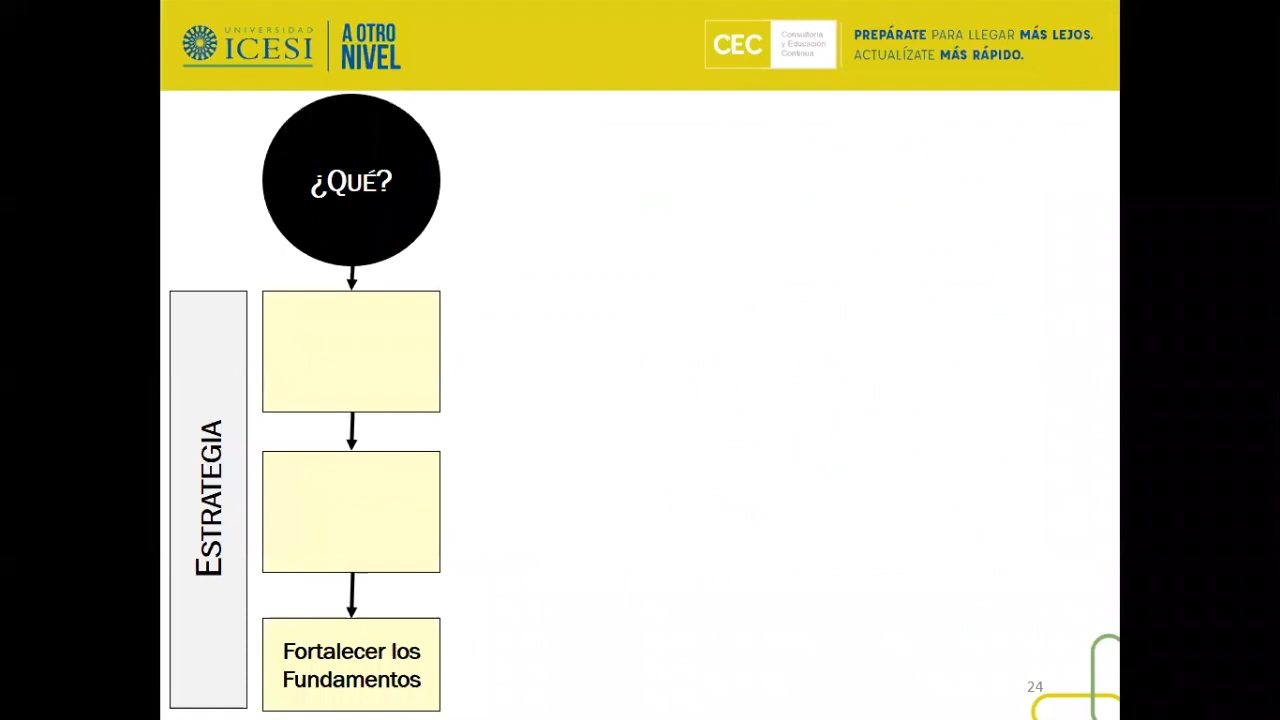 UNIVERSIDAD
ICESI
A OTRO
NIVEL
CEC
Consultoría
y Educación
Continua
PREPÁRATE PARA LLEGAR MÁS LEJOS.
ACTUALÍZATE MÁS RÁPIDO.
¿QUÉ?
ESTRATEGIA
Fortalecer los
Fundamentos
24